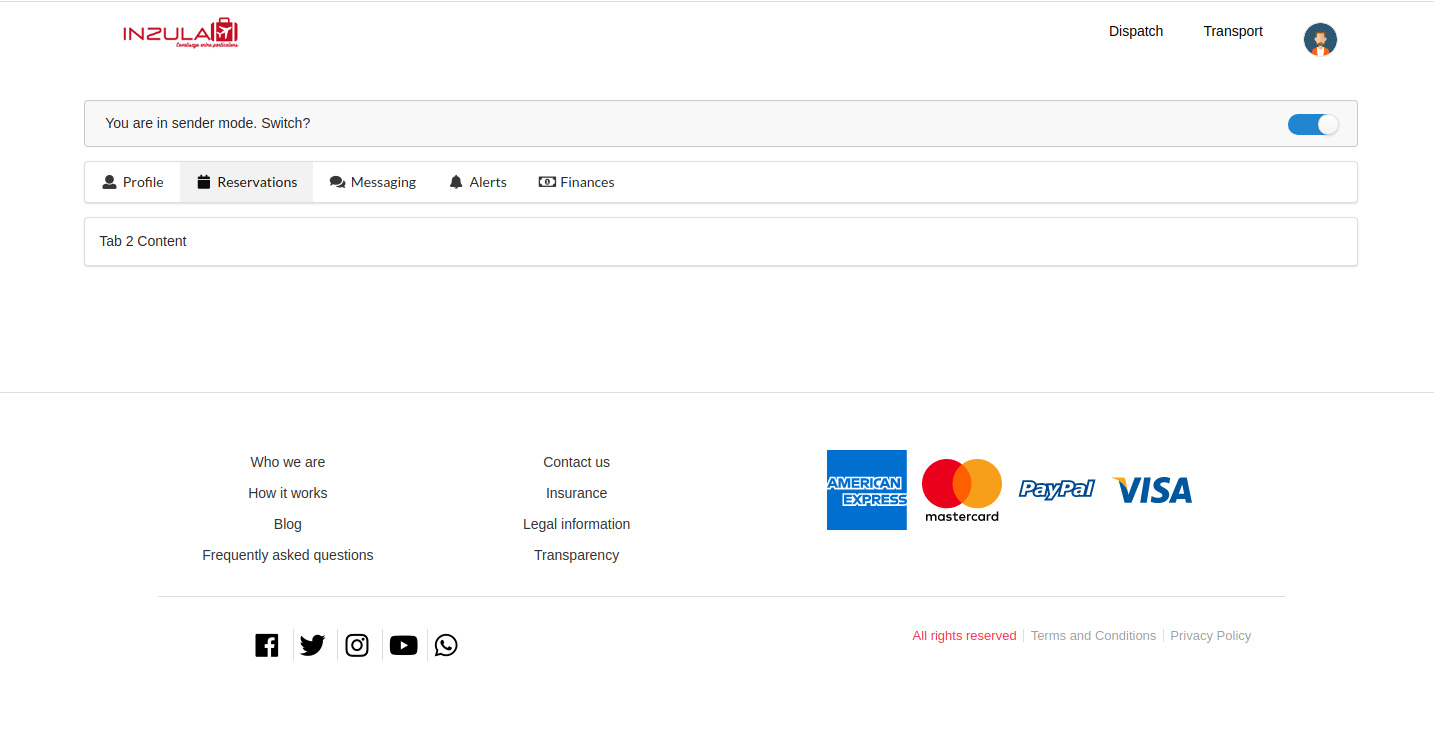 INZULA
Dispatch
Transport
You are in sender mode. Switch?
Profile
Reservations
Messaging
Alerts
Finances
Tab 2 Content
Who we are
How it works
Blog
Frequently asked questions
Contact us
Insurance
Legal information
Transparency
AMERICAN
EXPRESS
mastercard
PayPal
VISA
All rights reserved
Terms and Conditions
Privacy Policy